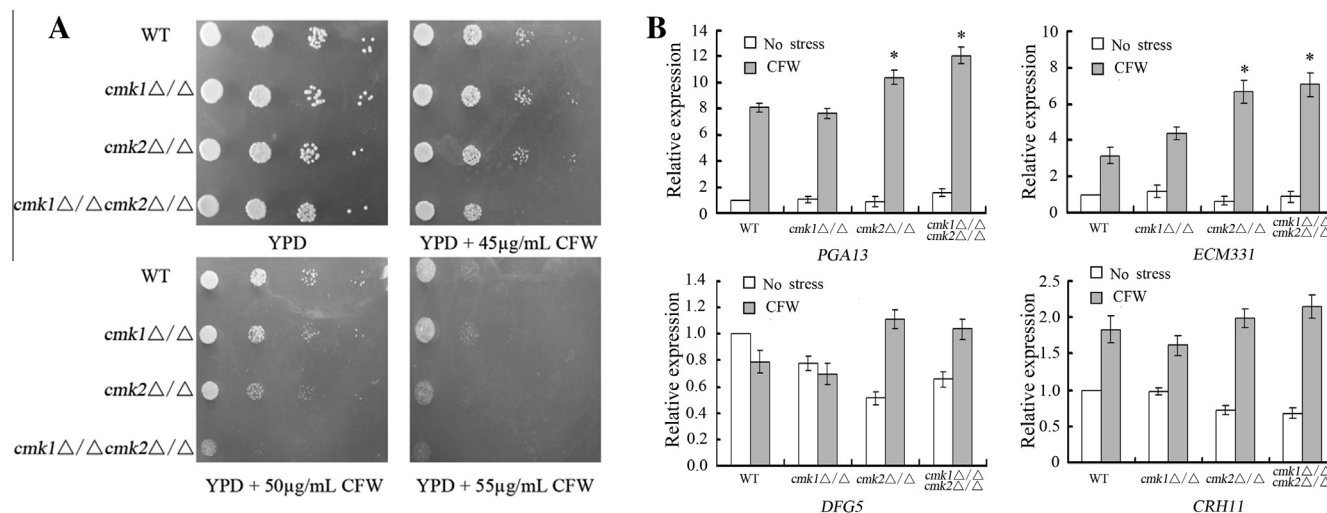 A
WT
cmk1△/△
cmk2△/△
cmk1△/△cmk2△/△
YPD
YPD + 45µg/mL CFW
WT
cmk1△/△
cmk2△/△
cmk1△/△cmk2△/△
YPD + 50µg/mL CFW
YPD + 55µg/mL CFW
B
Relative expression
14
12
10
8
6
4
2
0
No stress
CFW
*
*
WT
cmk1△/△
cmk2△/△
cmk1△/△
cmk2△/△
PGA13
Relative expression
10
8
6
4
2
0
No stress
CFW
*
*
WT
cmk1△/△
cmk2△/△
cmk1△/△
cmk2△/△
ECM331
Relative expression
1.4
1.2
1.0
0.8
0.6
0.4
0.2
0.0
No stress
CFW
WT
cmk1△/△
cmk2△/△
cmk1△/△
cmk2△/△
DFG5
Relative expression
2.5
2.0
1.5
1.0
0.5
0.0
No stress
CFW
WT
cmk1△/△
cmk2△/△
cmk1△/△
cmk2△/△
CRH11